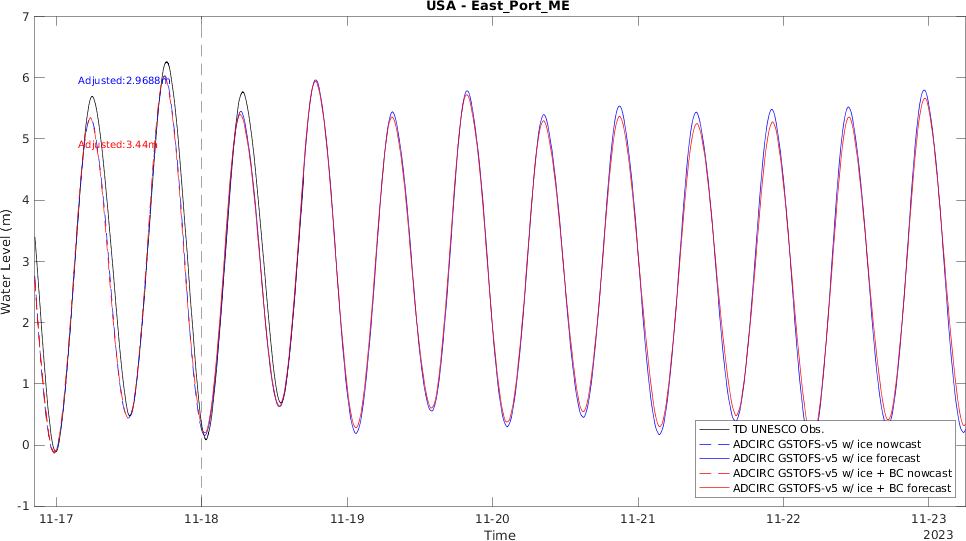 USA - East_Port_ME
7
6
5
4
3
2
1
0
-1
Water Level (m)
Adjusted:2.9688m
Adjusted:3.44m
TD UNESCO Obs.
ADCIRC GSTOFS-v5 w/ ice nowcast
ADCIRC GSTOFS-v5 w/ ice forecast
ADCIRC GSTOFS-v5 w/ ice + BC nowcast
ADCIRC GSTOFS-v5 w/ ice + BC forecast
11-17 11-18 11-19 11-20 11-21 11-22 11-23
Time
2023